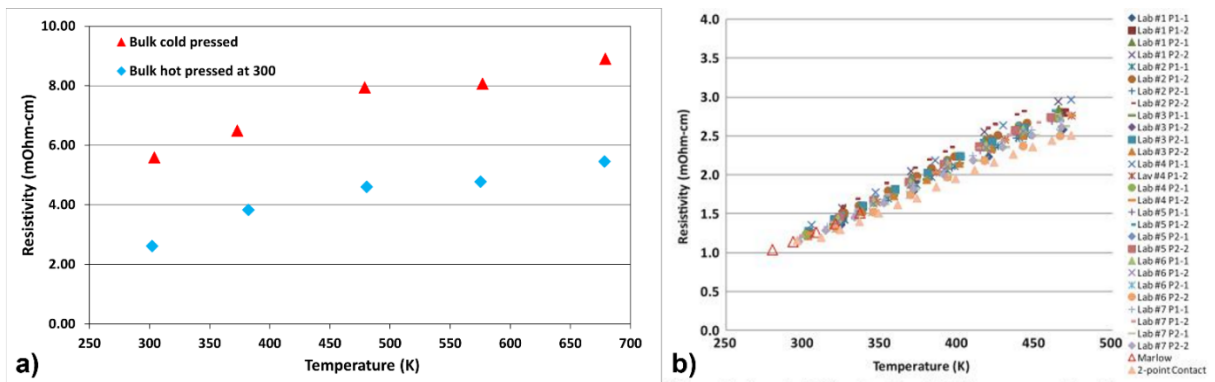 10.00
8.00
6.00
4.00
2.00
0.00
Resistivity (mOhm-cm)
Bulk cold pressed
Bulk hot pressed at 300
250 300 350 400 450 500 550 600 650 700
Temperature (K)
a)
4.0
3.5
3.0
2.5
2.0
1.5
1.0
0.5
0.0
Resistivity (mOhm-cm)
250 300 350 400 450 500
Temperature (K)
b)
Lab #1 P1-1
Lab #1 P1-2
Lab #1 P2-1
Lab #1 P2-2
Lab #2 P1-1
Lab #2 P1-2
Lab #2 P2-1
Lab #2 P2-2
Lab #3 P1-1
Lab #3 P1-2
Lab #3 P2-1
Lab #3 P2-2
Lab #4 P1-1
Lav #4 P1-2
Lab #4 P2-1
Lab #4 P1-2
Lab #5 P1-1
Lab #5 P1-2
Lab #5 P2-1
Lab #5 P2-2
Lab #6 P1-1
Lab #6 P1-2
Lab #6 P2-1
Lab #6 P2-2
Lab #7 P1-1
Lab #7 P1-2
Lab #7 P2-1
Lab #7 P2-2
Marlow
2-point Contact